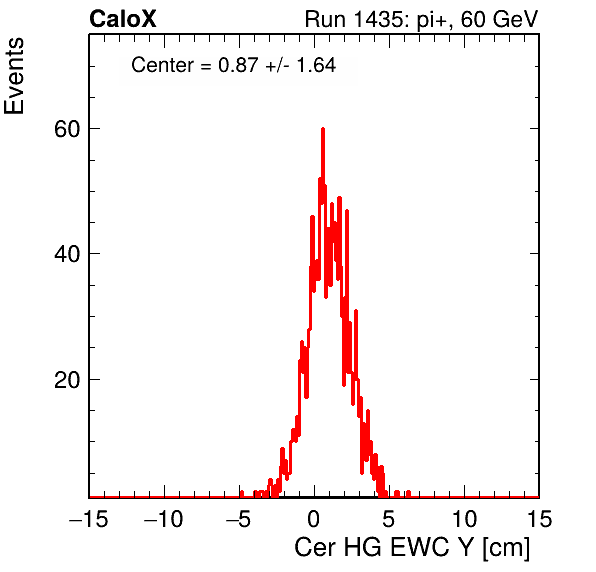 CaloX
Run 1435: pi+, 60 GeV
Center = 0.87 +/- 1.64
Events
60
40
20
−15 −10 −5 0 5 10 15
Cer HG EWC Y [cm]